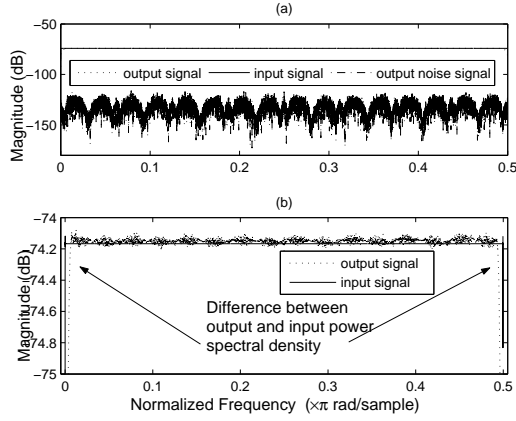 (a)
−50
−100
−150
Magnitude (dB)
output signal input signal output noise signal
0 0.1 0.2 0.3 0.4 0.5
(b)
−74
−74.2
−74.4
−74.6
−74.8
−75
Magnitude (dB)
output signal
input signal
Difference between
output and input power
spectral density
0 0.1 0.2 0.3 0.4 0.5
Normalized Frequency (×π rad/sample)